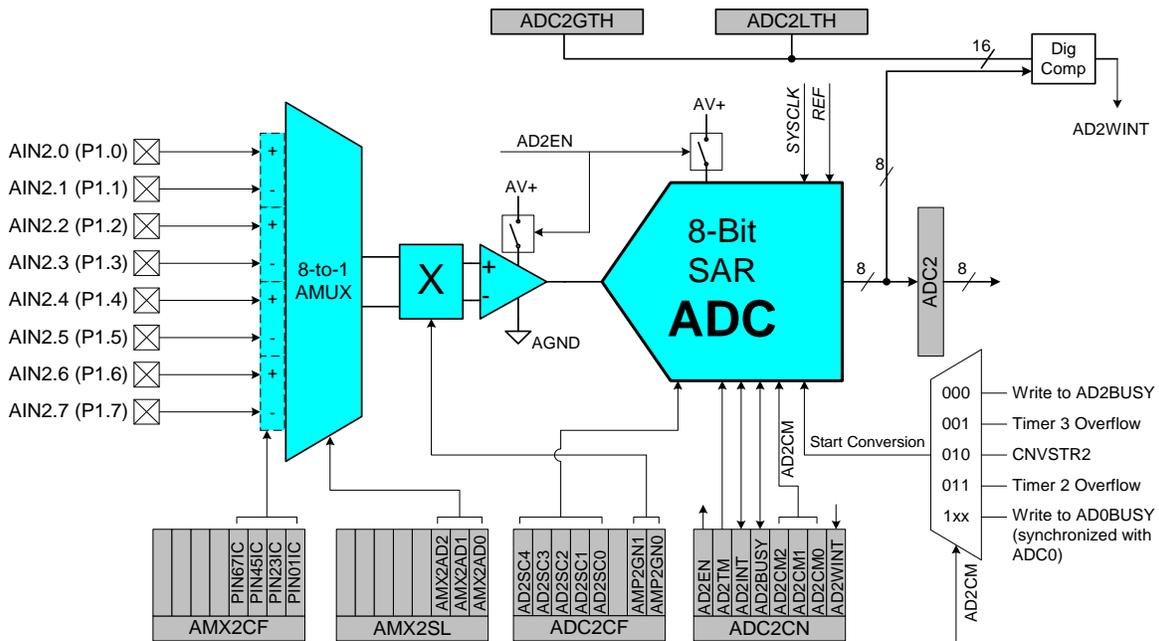 ADC2GTH
ADC2LTH
16
Dig
Comp
AD2WINT
SYSCLK
REF
AV+
AD2EN
AV+
8
AIN2.0 (P1.0)
AIN2.1 (P1.1)
AIN2.2 (P1.2)
AIN2.3 (P1.3)
AIN2.4 (P1.4)
AIN2.5 (P1.5)
AIN2.6 (P1.6)
AIN2.7 (P1.7)
+
-
+
-
+
-
+
-
8-to-1
AMUX
X
+
-
AGND
8-Bit
SAR
ADC
8
ADC2
8
Start Conversion
AD2CM
000
001
010
011
1xx
Write to AD2BUSY
Timer 3 Overflow
CNVSTR2
Timer 2 Overflow
Write to AD0BUSY
(synchronized with
ADC0)
AD2CM
PIN67IC
PIN45IC
PIN23IC
PIN01IC
AMX2CF
AMX2AD2
AMX2AD1
AMX2AD0
AMX2SL
AD2SC4
AD2SC3
AD2SC2
AD2SC1
AD2SC0
AMP2GN1
AMP2GN0
ADC2CF
AD2EN
AD2TM
AD2INT
AD2BUSY
AD2CM2
AD2CM1
AD2CM0
AD2WINT
ADC2CN